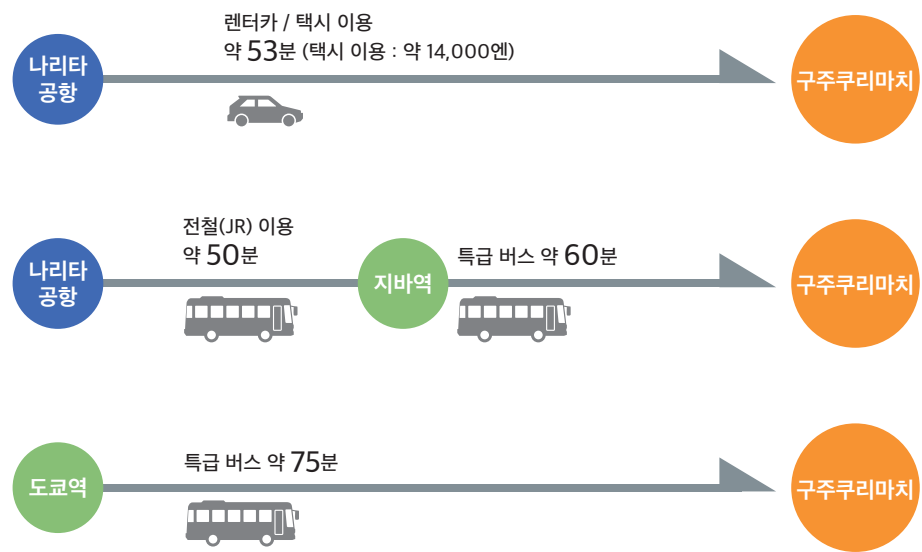 렌터카 / 택시 이용
약 53분 (택시 이용 : 약 14,000엔)
나리타
공항
구주쿠리마치
전철(JR) 이용
약 50분
특급 버스 약 60분
나리타
공항
지바역
구주쿠리마치
특급 버스 약 75분
도쿄역
구주쿠리마치